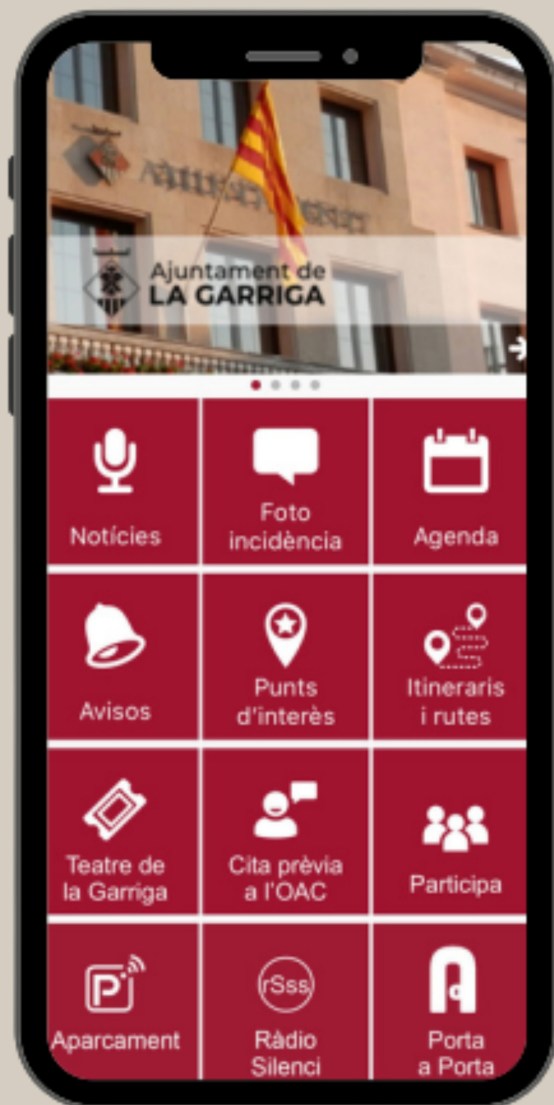 Ajuntament de
LA GARRIGA
Notícies
Foto
incidència
Agenda
Avisos
Punts
d'interès
Itineraris
i rutes
Teatre de
la Garriga
Cita prèvia
a l'OAC
Participa
P
Aparcament
rSss
Ràdio
Silenci
Porta
a Porta